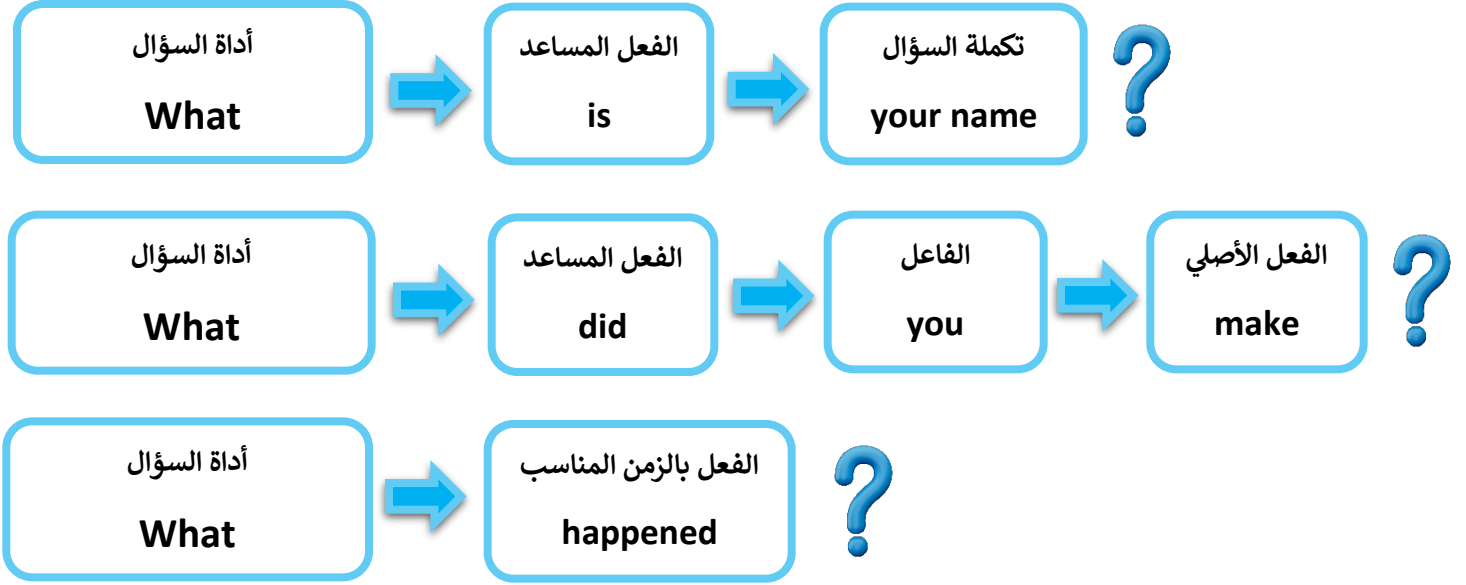 أداة السؤال
What
الفعل المساعد
is
تكملة السؤال
your name
?
أداة السؤال
What
الفعل المساعد
did
الفاعل
you
الفعل الأصلي
make
?
أداة السؤال
What
الفعل بالزمن المناسب
happened
?